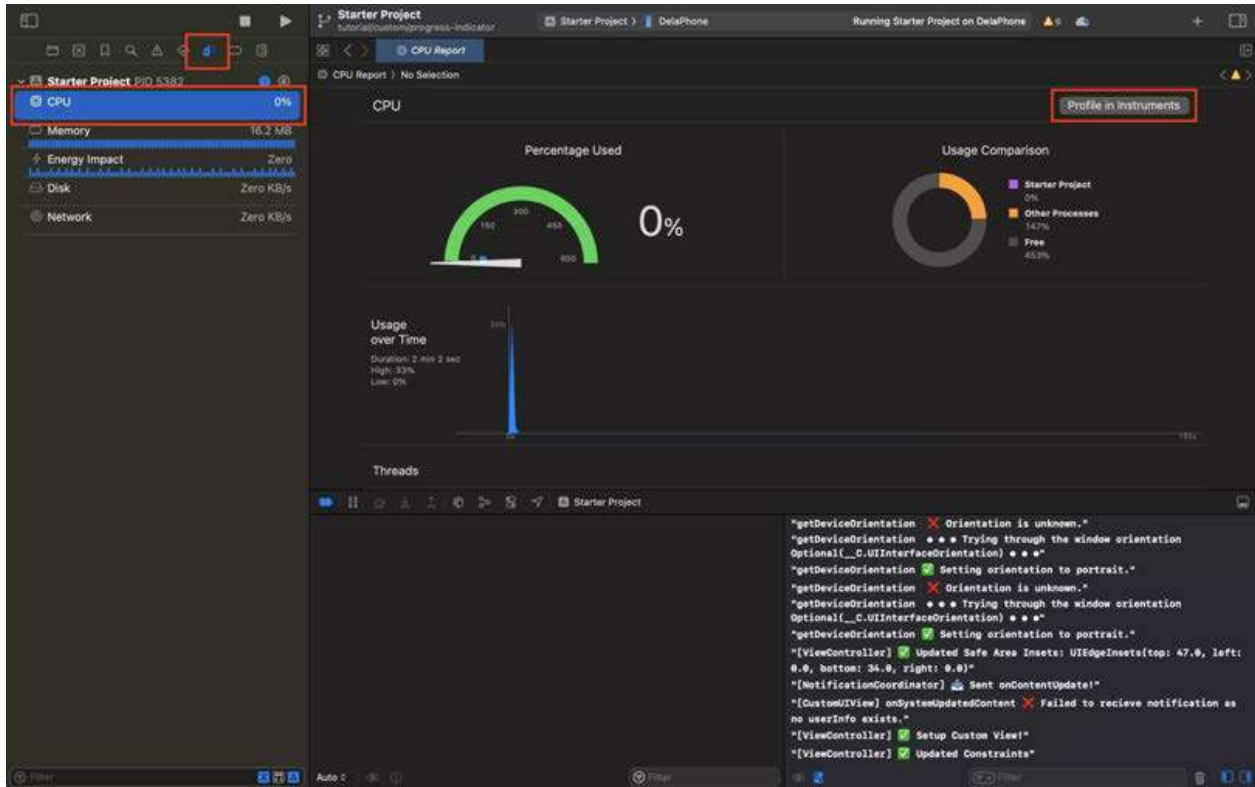 Starter Project
tutorial/custom/progress-indicator
Starter Project
DelaPhone
Running Starter Project on DelaPhone
6
CPU Report
Starter Project PID 5382
CPU Report
No Selection
CPU
0%
CPU
Profile in Instruments
Memory
16.2 MB
Energy Impact
Zero
Disk
Zero KB/s
Network
Zero KB/s
Percentage Used
0
150
300
450
600
0%
Usage Comparison
Starter Project
0%
Other Processes
147%
Free
453%
Usage
over Time
Duration: 2 min 2 sec
High: 33%
Low: 0%
33%
0s
Threads
Starter Project
"getDeviceOrientation ❌ Orientation is unknown."
"getDeviceOrientation ● ● ● Trying through the window orientation
Optional(__C.UIInterfaceOrientation) ● ● ●"
"getDeviceOrientation ✅ Setting orientation to portrait."
"getDeviceOrientation ❌ Orientation is unknown."
"getDeviceOrientation ● ● ● Trying through the window orientation
Optional(__C.UIInterfaceOrientation) ● ● ●"
"getDeviceOrientation ✅ Setting orientation to portrait."
"[ViewController] ✅ Updated Safe Area Insets: UIEdgeInsets(top: 47.0, left:
0.0, bottom: 34.0, right: 0.0)"
"[NotificationCoordinator] 📤 Sent onContentUpdate!"
"[CustomUIView] onSystemUpdatedContent ❌ Failed to recieve notification as
no userInfo exists."
"[ViewController] ✅ Setup Custom View!"
"[ViewController] ✅ Updated Constraints"
Filter
Auto
Filter
Filter